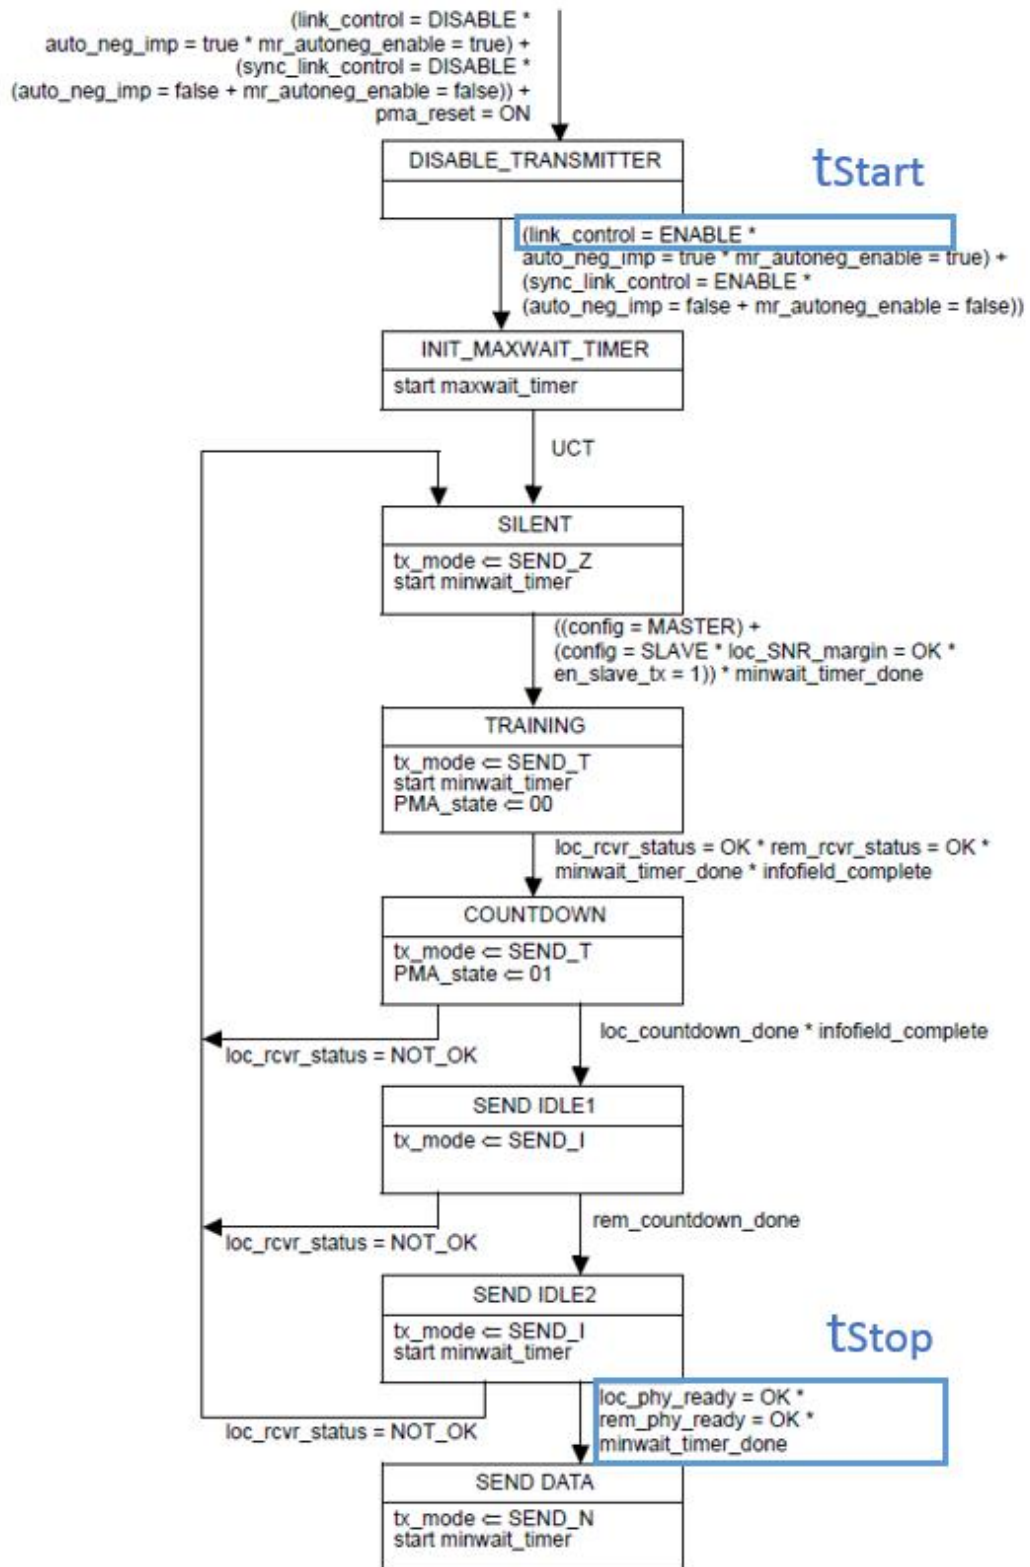 (link_control = DISABLE *
auto_neg_imp = true * mr_autoneg_enable = true) +
(sync_link_control = DISABLE *
(auto_neg_imp = false + mr_autoneg_enable = false)) +
pma_reset = ON
DISABLE_TRANSMITTER
tStart
(link_control = ENABLE *
auto_neg_imp = true * mr_autoneg_enable = true) +
(sync_link_control = ENABLE *
(auto_neg_imp = false + mr_autoneg_enable = false))
INIT_MAXWAIT_TIMER
start maxwait_timer
UCT
SILENT
tx_mode ⇐ SEND_Z
start minwait_timer
((config = MASTER) +
(config = SLAVE * loc_SNR_margin = OK *
en_slave_tx = 1)) * minwait_timer_done
TRAINING
tx_mode ⇐ SEND_T
start minwait_timer
PMA_state ⇐ 00
loc_rcvr_status = OK * rem_rcvr_status = OK *
minwait_timer_done * infofield_complete
COUNTDOWN
tx_mode ⇐ SEND_T
PMA_state ⇐ 01
loc_countdown_done * infofield_complete
loc_rcvr_status = NOT_OK
SEND IDLE1
tx_mode ⇐ SEND_I
rem_countdown_done
loc_rcvr_status = NOT_OK
SEND IDLE2
tx_mode ⇐ SEND_I
start minwait_timer
tStop
loc_phy_ready = OK *
rem_phy_ready = OK *
minwait_timer_done
loc_rcvr_status = NOT_OK
SEND DATA
tx_mode ⇐ SEND_N
start minwait_timer